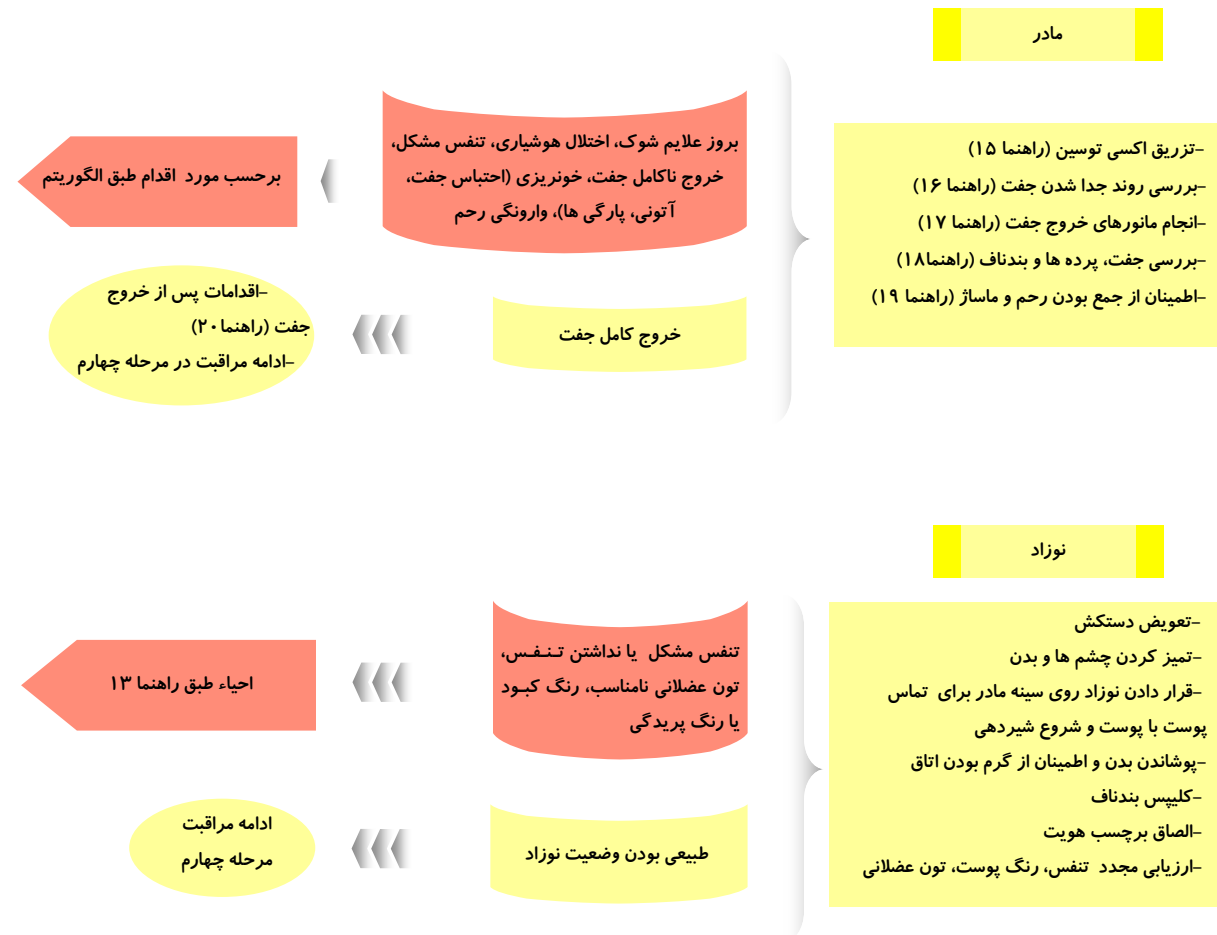 مادر
-تزریق اکسی توسین (راهنما ۱۵)
-بررسی روند جدا شدن جفت (راهنما ۱۶)
-انجام مانورهای خروج جفت (راهنما ۱۷)
-بررسی جفت، پرده ها و بندناف (راهنما۱۸)
-اطمینان از جمع بودن رحم و ماساژ (راهنما ۱۹)
بروز علایم شوک، اختلال هوشیاری، تنفس مشکل،
خروج ناکامل جفت، خونریزی (احتباس جفت،
آتونی، پارگی ها)، وارونگی رحم
برحسب مورد اقدام طبق الگوریتم
خروج کامل جفت
-اقدامات پس از خروج
جفت (راهنما۲۰)
-ادامه مراقبت در مرحله چهارم
نوزاد
-تعویض دستکش
-تمیز کردن چشم ها و بدن
-قرار دادن نوزاد روی سینه مادر برای تماس
پوست با پوست و شروع شیردهی
-پوشاندن بدن و اطمینان از گرم بودن اتاق
-کلیپس بندناف
-الصاق برچسب هویت
-ارزیابی مجدد تنفس، رنگ پوست، تون عضلانی
تنفس مشکل یا نداشتن تـنـفـس،
تون عضلانی نامناسب، رنگ کبـود
یا رنگ پریدگی
احیاء طبق راهنما ۱۳
طبیعی بودن وضعیت نوزاد
ادامه مراقبت
مرحله چهارم